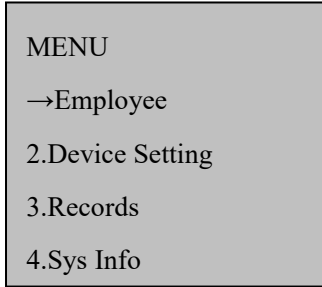 MENU
→Employee
2.Device Setting
3.Records
4.Sys Info